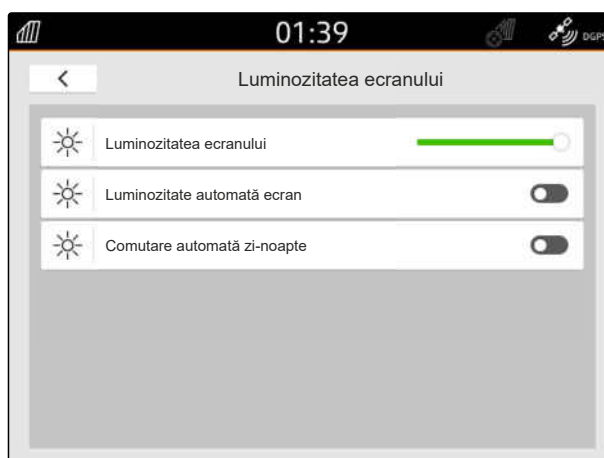 01:39
DGPS
Luminozitatea ecranului
Luminozitatea ecranului
Luminozitate automată ecran
Comutare automată zi-noapte